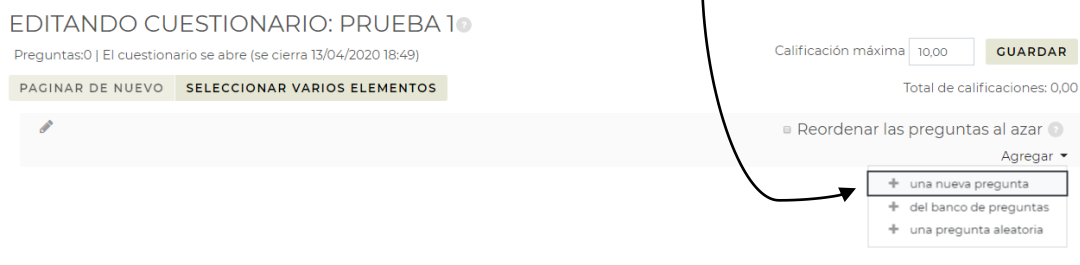 EDITANDO CUESTIONARIO: PRUEBA 1
Preguntas:0 | El cuestionario se abre (se cierra 13/04/2020 18:49)
Calificación máxima 10,00 GUARDAR
PAGINAR DE NUEVO SELECCIONAR VARIOS ELEMENTOS
Total de calificaciones: 0,00
Reordenar las preguntas al azar
Agregar
+ una nueva pregunta
+ del banco de preguntas
+ una pregunta aleatoria